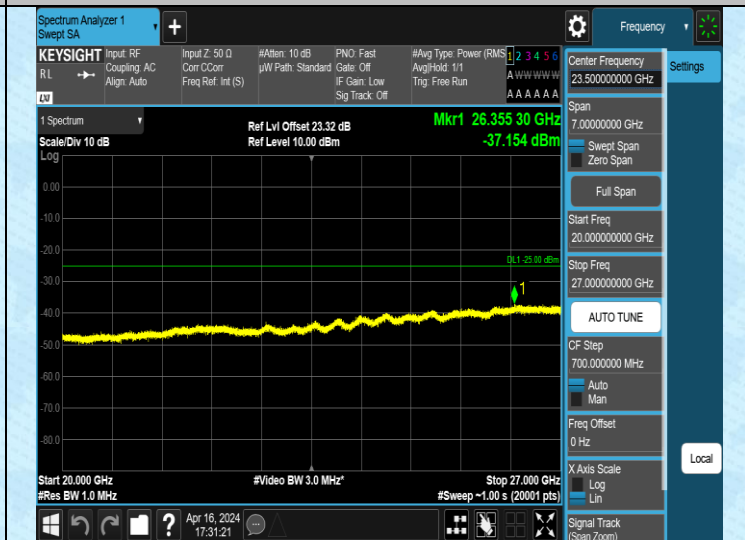 Spectrum Analyzer 1
Swept SA
+
Frequency
KEYSIGHT
RL
LXI
Input: RF
Coupling: AC
Align: Auto
Input Z: 50 Ω
Corr CCorr
Freq Ref: Int (S)
#Atten: 10 dB
µW Path: Standard
PNO: Fast
Gate: Off
IF Gain: Low
Sig Track: Off
#Avg Type: Power (RMS
Avg|Hold: 1/1
Trig: Free Run
1 2 3 4 5 6
A W W W W W
A A A A A A
1 Spectrum
Scale/Div 10 dB
Log
Ref Lvl Offset 23.32 dB
Ref Level 10.00 dBm
Mkr1 26.355 30 GHz
-37.154 dBm
0.00
-10.0
-20.0
-30.0
-40.0
-50.0
-60.0
-70.0
-80.0
DL1 -25.00 dBm
1
Start 20.000 GHz
#Res BW 1.0 MHz
#Video BW 3.0 MHz*
Stop 27.000 GHz
#Sweep ~1.00 s (20001 pts)
?
Apr 16, 2024
17:31:21
Center Frequency
23.50000000 GHz
Span
7.00000000 GHz
Swept Span
Zero Span
Full Span
Start Freq
20.000000000 GHz
Stop Freq
27.000000000 GHz
AUTO TUNE
CF Step
700.000000 MHz
Auto
Man
Freq Offset
0 Hz
X Axis Scale
Log
Lin
Signal Track
(Span Zoom)
Settings
Local